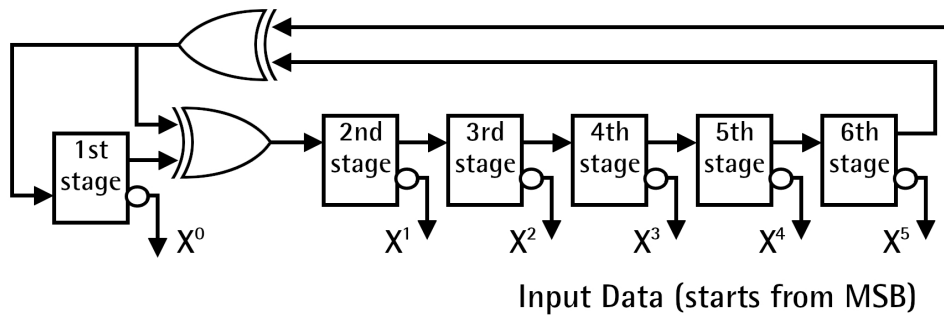 1st
stage
2nd
stage
3rd
stage
4th
stage
5th
stage
6th
stage
X⁰
X¹
X²
X³
X⁴
X⁵
Input Data (starts from MSB)